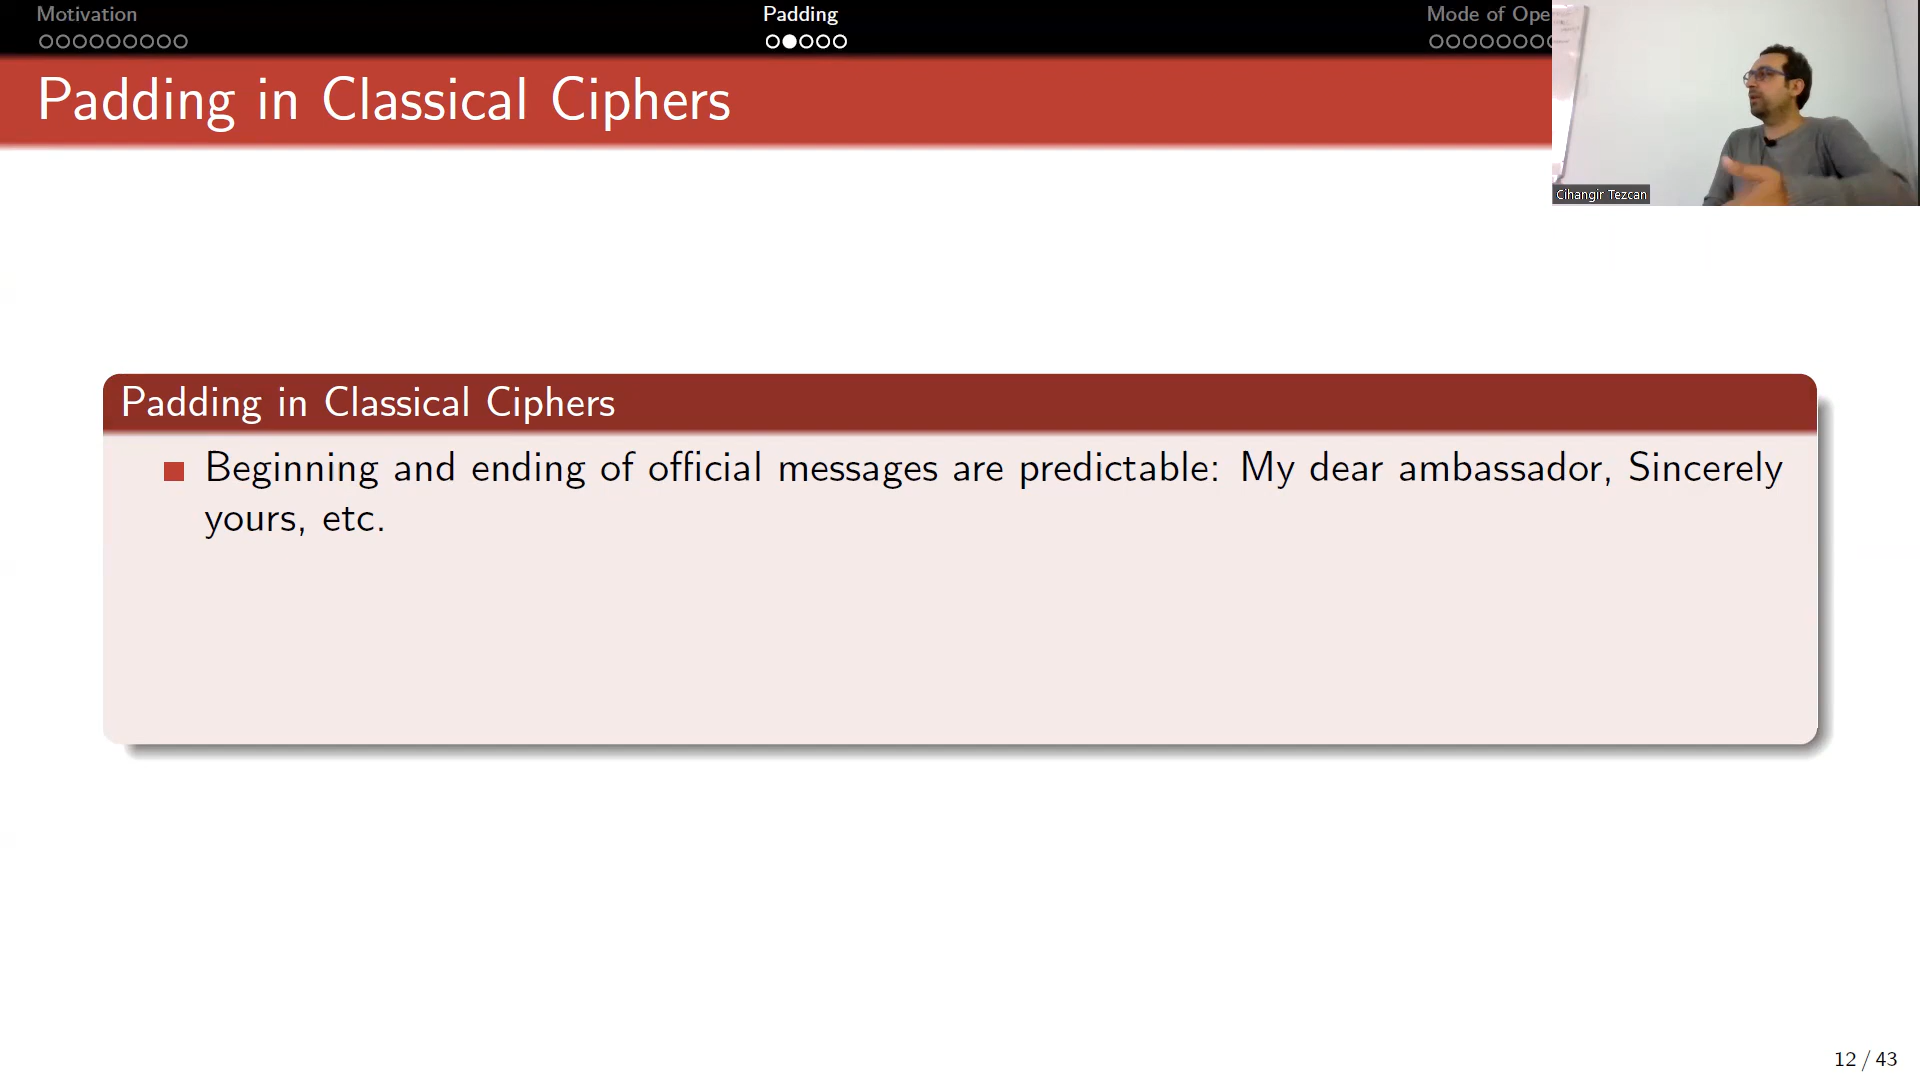 Motivation
Padding
Mode of Ope
Padding in Classical Ciphers
Cihangir Tezcan
Padding in Classical Ciphers
Beginning and ending of official messages are predictable: My dear ambassador, Sincerely
yours, etc.
12 / 43